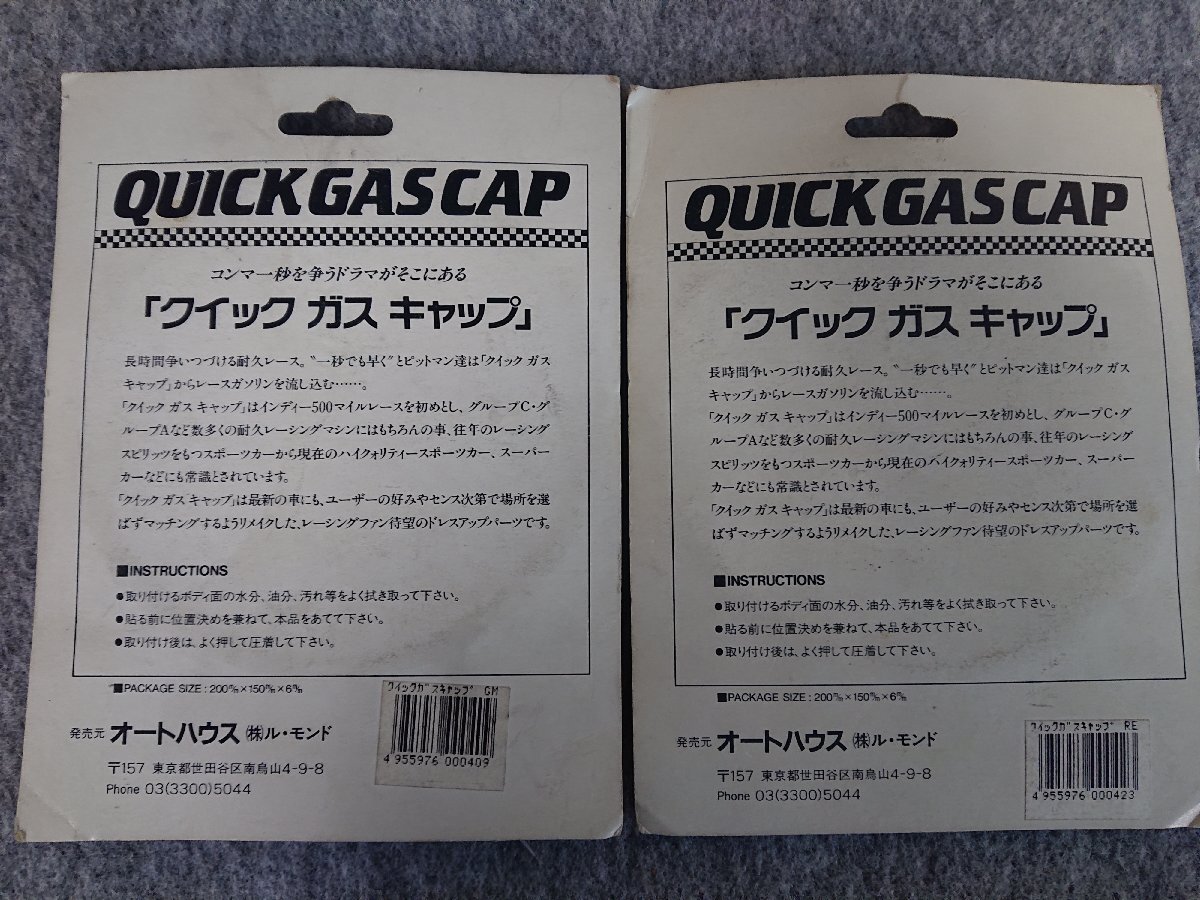 QUICK GAS CAP
コンマ一秒を争うドラマがそこにある
「クイック ガス キャップ」
長時間争いつづける耐久レース。〝一秒でも早く〟とピットマン達は「クイック ガス
キャップ」からレースガソリンを流し込む……。
「クイック ガス キャップ」はインディー500マイルレースを初めとし、グループC・グ
ループAなど数多くの耐久レーシングマシンにはもちろんの事、往年のレーシング
スピリッツをもつスポーツカーから現在のハイクォリティースポーツカー、スーパー
カーなどにも常識とされています。
「クイック ガス キャップ」は最新の車にも、ユーザーの好みやセンス次第で場所を選
ばずマッチングするようリメイクした、レーシングファン待望のドレスアップパーツです。
■INSTRUCTIONS
●取り付けるボディ面の水分、油分、汚れ等をよく拭き取って下さい。
●貼る前に位置決めを兼ねて、本品をあてて下さい。
●取り付け後は、よく押して圧着して下さい。
■PACKAGE SIZE : 200㎜×150㎜×6㎜
発売元 オートハウス ㈱ル・モンド
〒157 東京都世田谷区南烏山4-9-8
Phone 03(3300)5044
クイックガスキャップ GM
4 955976 000409
QUICK GAS CAP
コンマ一秒を争うドラマがそこにある
「クイック ガス キャップ」
長時間争いつづける耐久レース。〝一秒でも早く〟とピットマン達は「クイック ガス
キャップ」からレースガソリンを流し込む……。
「クイック ガス キャップ」はインディー500マイルレースを初めとし、グループC・グ
ループAなど数多くの耐久レーシングマシンにはもちろんの事、往年のレーシング
スピリッツをもつスポーツカーから現在のハイクォリティースポーツカー、スーパー
カーなどにも常識とされています。
「クイック ガス キャップ」は最新の車にも、ユーザーの好みやセンス次第で場所を選
ばずマッチングするようリメイクした、レーシングファン待望のドレスアップパーツです。
■INSTRUCTIONS
●取り付けるボディ面の水分、油分、汚れ等をよく拭き取って下さい。
●貼る前に位置決めを兼ねて、本品をあてて下さい。
●取り付け後は、よく押して圧着して下さい。
■PACKAGE SIZE : 200㎜×150㎜×6㎜
発売元 オートハウス ㈱ル・モンド
〒157 東京都世田谷区南烏山4-9-8
Phone 03(3300)5044
クイックガスキャップ RE
4 955976 000423